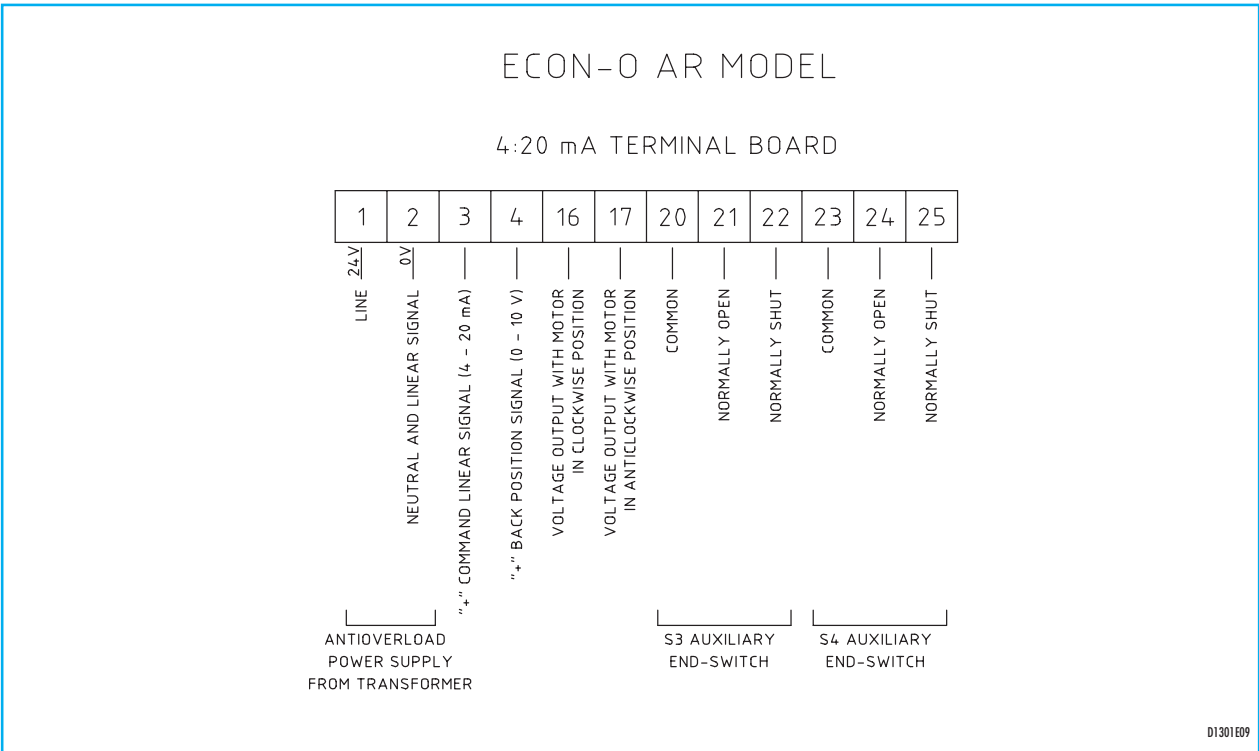 ECON-O AR MODEL
4:20 mA TERMINAL BOARD
1 2 3 4 16 17 20 21 22 23 24 25
24V
LINE
0V
NEUTRAL AND LINEAR SIGNAL
"+" COMMAND LINEAR SIGNAL (4 - 20 mA)
"+" BACK POSITION SIGNAL (0 - 10 V)
VOLTAGE OUTPUT WITH MOTOR
IN CLOCKWISE POSITION
VOLTAGE OUTPUT WITH MOTOR
IN ANTICLOCKWISE POSITION
COMMON
NORMALLY OPEN
NORMALLY SHUT
COMMON
NORMALLY OPEN
NORMALLY SHUT
ANTIOVERLOAD
POWER SUPPLY
FROM TRANSFORMER
S3 AUXILIARY
END-SWITCH
S4 AUXILIARY
END-SWITCH
D1301E09